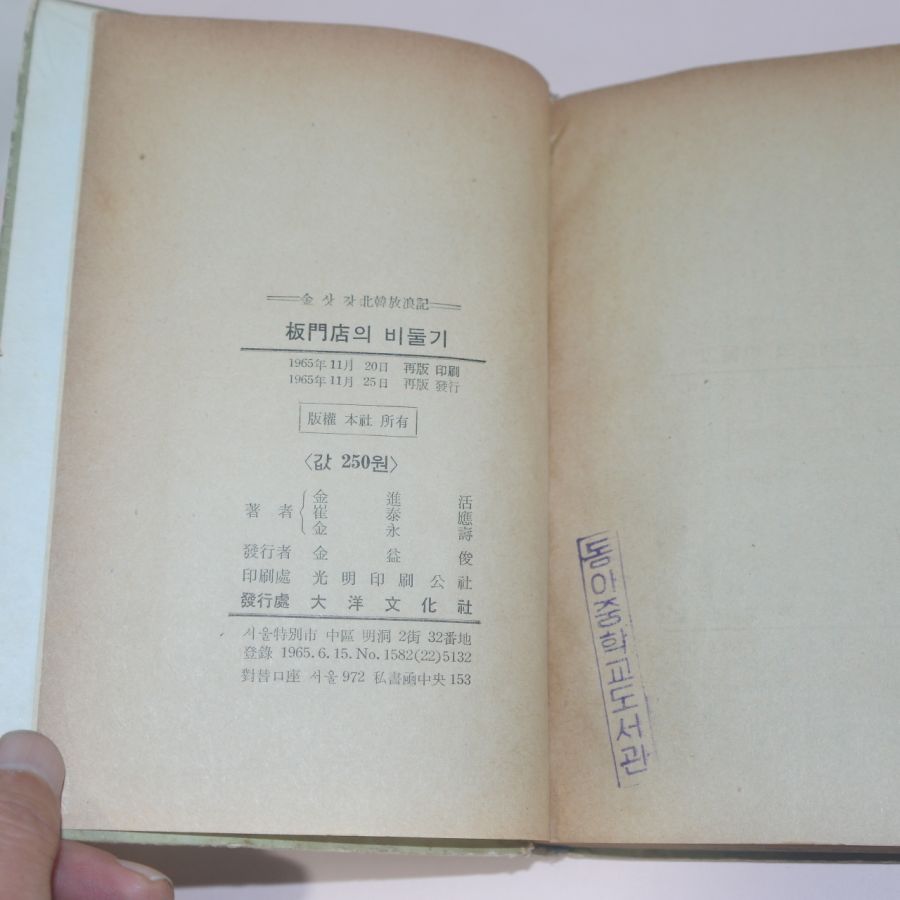 金 삿 갓 北韓放浪記
板門店의 비둘기
1965年 11月 20日 再版 印刷
1965年 11月 25日 再版 發行
版權 本社 所有
〈값 250원〉
著者 金進活
崔泰應
金永壽
發行者 金益俊
印刷處 光明印刷公社
發行處 大洋文化社
서울特別市 中區 明洞 2街 32番地
登錄 1965. 6. 15. No. 1582(22)5132
對替口座 서울 972 私書凾中央 153
동아중학교도서관